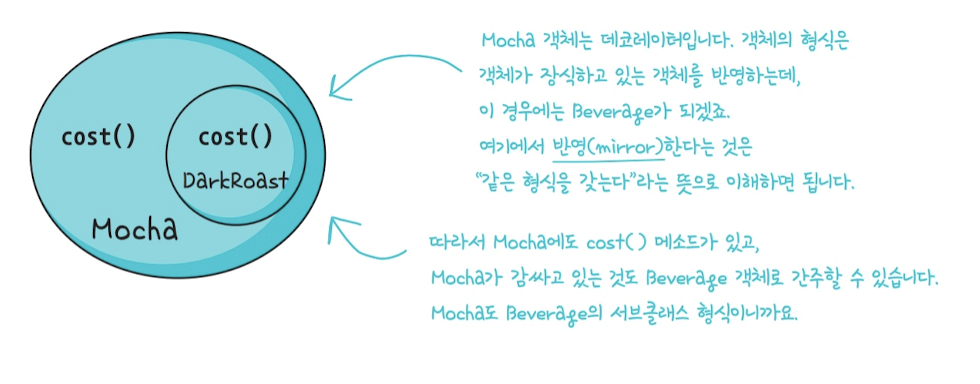 Mocha 객체는 데코레이터입니다. 객체의 형식은
객체가 장식하고 있는 객체를 반영하는데,
이 경우에는 Beverage가 되겠죠.
여기에서 반영(mirror)한다는 것은
“같은 형식을 갖는다”라는 뜻으로 이해하면 됩니다.
cost()
cost()
DarkRoast
Mocha
따라서 Mocha에도 cost() 메소드가 있고,
Mocha가 감싸고 있는 것도 Beverage 객체로 간주할 수 있습니다.
Mocha도 Beverage의 서브클래스 형식이니까요.